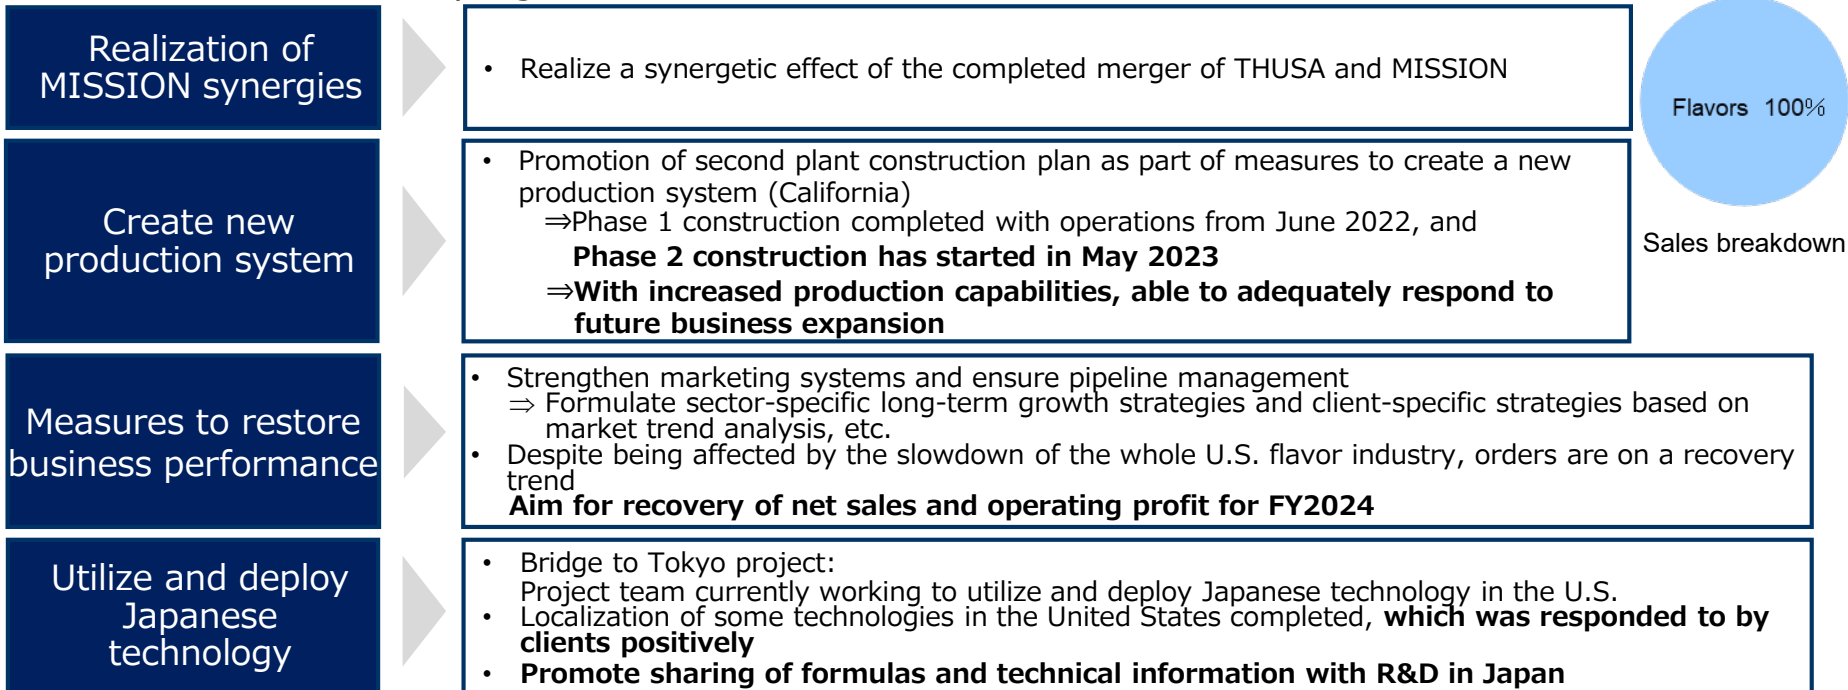 Realization of
MISSION synergies
• Realize a synergetic effect of the completed merger of THUSA and MISSION
Flavors 100%
Sales breakdown
Create new
production system
• Promotion of second plant construction plan as part of measures to create a new
production system (California)
⇒Phase 1 construction completed with operations from June 2022, and
Phase 2 construction has started in May 2023
⇒With increased production capabilities, able to adequately respond to
future business expansion
Measures to restore
business performance
• Strengthen marketing systems and ensure pipeline management
⇒ Formulate sector-specific long-term growth strategies and client-specific strategies based on
market trend analysis, etc.
• Despite being affected by the slowdown of the whole U.S. flavor industry, orders are on a recovery
trend
Aim for recovery of net sales and operating profit for FY2024
Utilize and deploy
Japanese
technology
• Bridge to Tokyo project:
Project team currently working to utilize and deploy Japanese technology in the U.S.
• Localization of some technologies in the United States completed, which was responded to by
clients positively
• Promote sharing of formulas and technical information with R&D in Japan